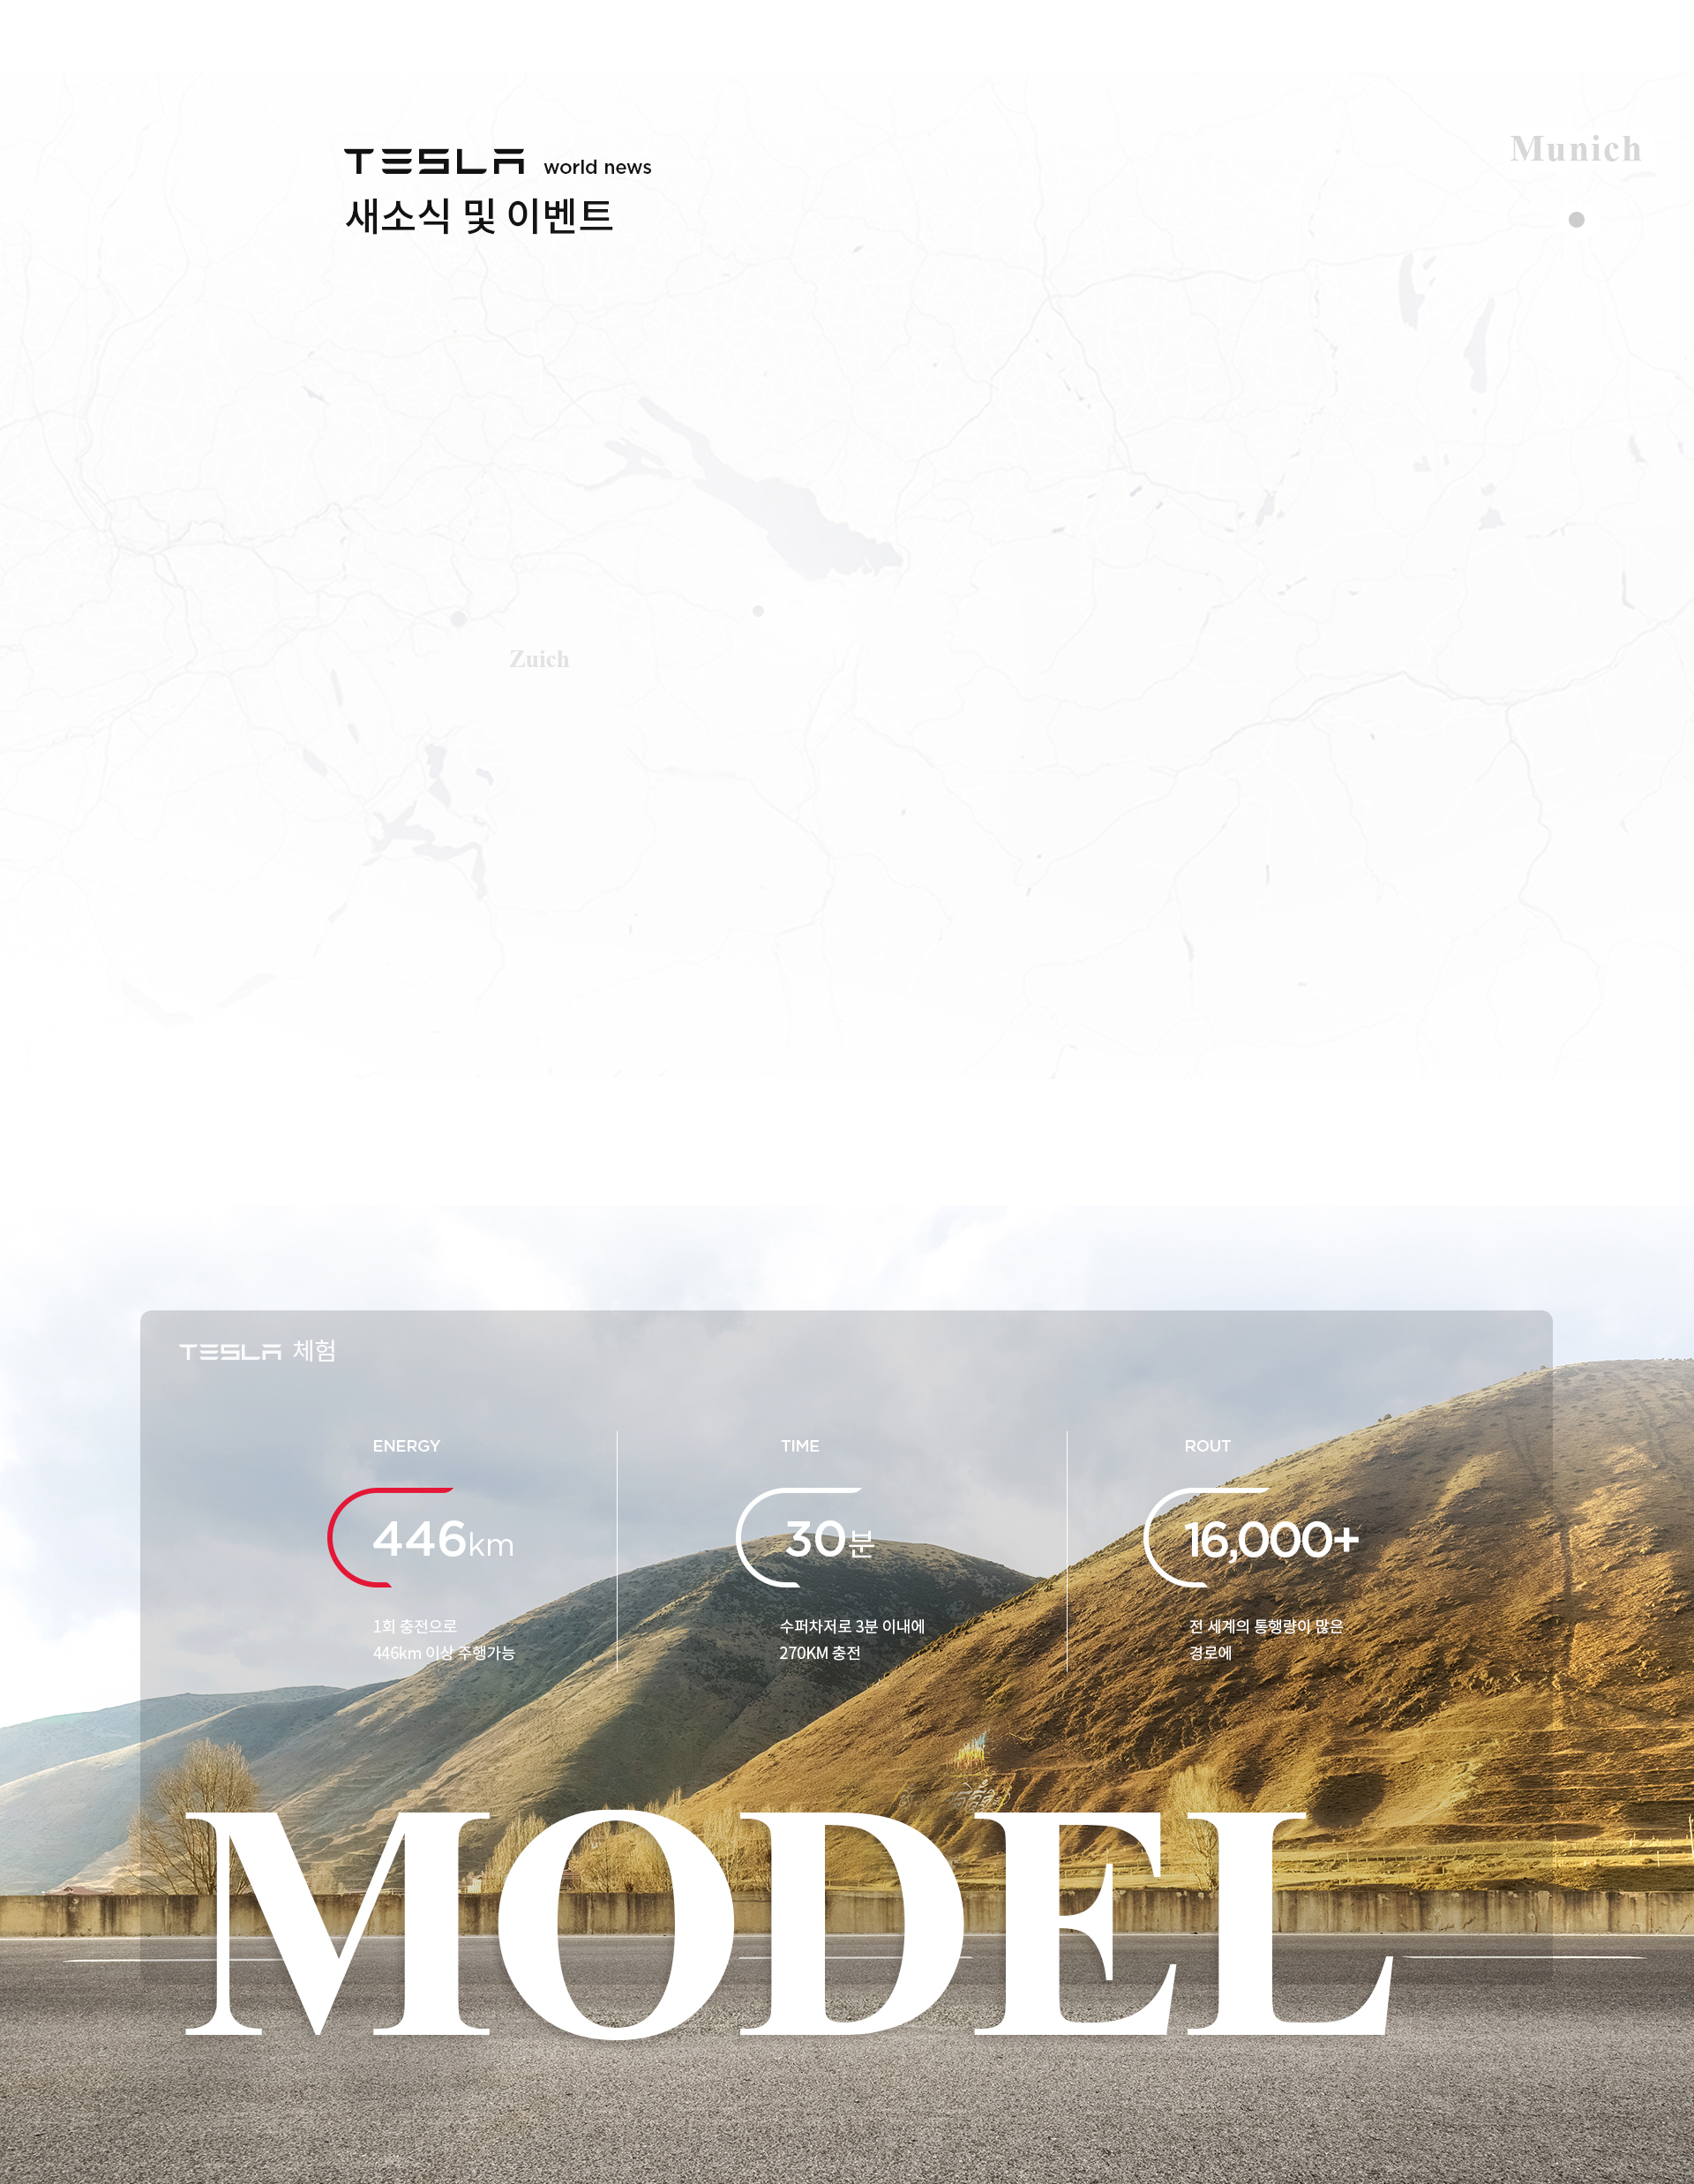 TESLA world news
새소식 및 이벤트
Munich
Zuich
TESLA 체험
ENERGY
446km
1회 충전으로
446km 이상 주행가능
TIME
30분
수퍼차저로 3분 이내에
270KM 충전
ROUT
16,000+
전 세계의 통행량이 많은
경로에
MODEL